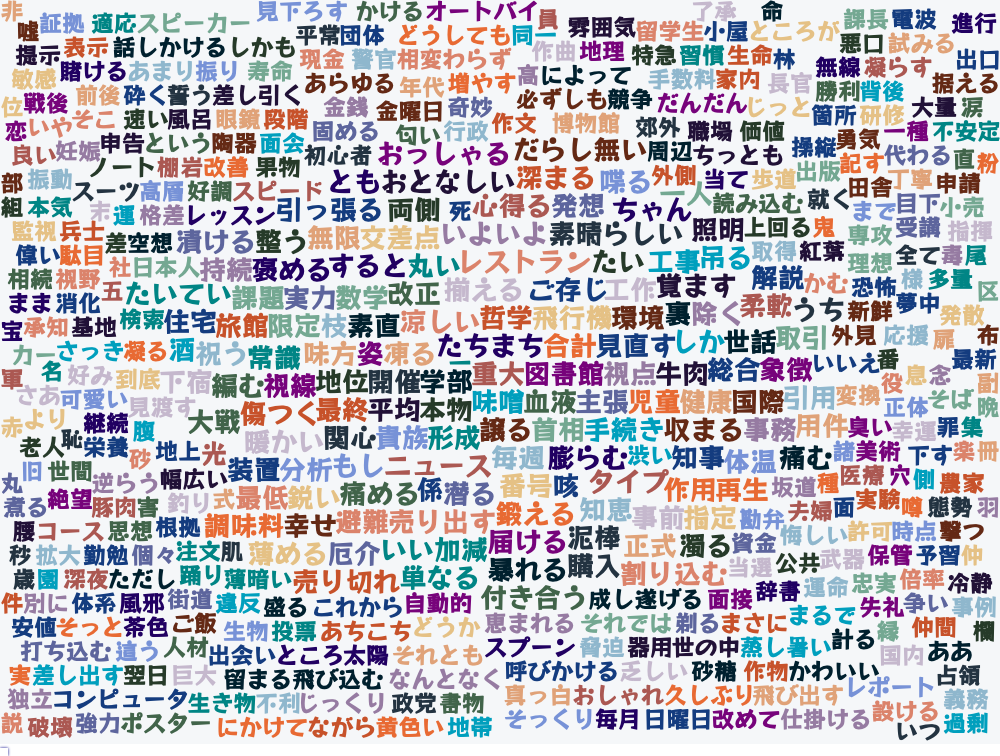 非 嘘 証拠 適応 スピーカー 見下ろす かける オートバイ 員 雰囲気 留学生 小屋 了承 命 ところが 課長 電波 進行
提示 表示 話しかける しかも 平常 団体 どうしても 同一 作曲 地理 特急 習慣 生命 林 悪口 試みる 出口
敏感 賭ける あまり 振り 寿命 現金 警官 相変わらず 高 によって 手数料 家内 長官 無線 凝らす 据える
位 戦後 前後 砕く 誓う 差し引く あらゆる 年代 増やす 金銭 金曜日 奇妙 必ずしも 競争 だんだん じっと 勝利 背後 箇所 研修 大量 涙
恋 いや そこ 速い 風呂 眼鏡 段階 固める 匂い 行政 作文 博物館 郊外 職場 価値 操縦 勇気 一種 不安定
良い 妊娠 申告 という 陶器 面会 初心者 おっしゃる だらし無い 周辺 ちっとも 記す 代わる 直 粉
部 振動 ノート 棚 岩 改善 果物 とも おとなしい 深まる 喋る 外側 当て 歩道 出版 田舎 丁寧 申請
組 本気 スーツ 高層 好調 スピード 引っ張る 両側 死 心得る 発想 ちゃん 一人 読み込む 就く まで 目下 小売
監視 兵士 末 運 格差 レッスン 無限 交差点 いよいよ 素晴らしい 照明 上回る 鬼 専攻 受講 指揮
偉い 駄目 差 空想 漬ける 整う 褒める すると 丸い レストラン たい 工事 吊る 取得 紅葉 理想 全て 毒 尾
相続 視野 社 日本人 持続 課題 実力 数学 改正 揃える ご存じ 工作 覚ます 解説 かむ 恐怖 様 多量 区
まま 消化 五 たいてい 検索 住宅 旅館 限定 枝 素直 涼しい 哲学 飛行機 環境 裏 除く 柔軟 うち 新鮮 夢中 発散
宝 承知 基地 さっき 凝る 酒 祝う 常識 味方 姿 凍る たちまち 合計 見直す しか 世話 取引 外見 応援 扉 布
カー 名 好み 到底 下宿 編む 視線 地位 開催 学部 重大 図書館 視点 牛肉 総合 象徴 いいえ 番 役 息 念 最新 副
軍 さあ 可愛い 見渡す 大戦 傷つく 最終 平均 本物 味噌 血液 主張 児童 健康 国際 引用 変換 正体 そば 腕
赤 より 継続 腹 暖かい 関心 貴族 形成 譲る 首相 手続き 収まる 事務 用件 臭い 幸運 罪 集
老人 恥 栄養 砂 地上 光 装置 分析 もし ニュース 毎週 膨らむ 渋い 知事 体温 痛む 諸 美術 下す 楽 冊
丸 旧 世間 逆らう 幅広い 最低 鋭い 痛める 係 潜る 番号 咳 タイプ 作用 再生 坂道 種 医療 穴 側 農家
煮る 絶望 豚肉 害 釣り 式 調味料 幸せ 避難 売り出す 鍛える 知恵 事前 指定 勘弁 夫婦 面 実験 噂 態勢 羽
腰 コース 思想 根拠 薄める 厄介 いい加減 届ける 泥棒 正式 濁る 資金 悔しい 許可 時点 撃つ
秒 拡大 勤勉 個々 注文 肌 暴れる 購入 割り込む 当選 公共 武器 保管 予習 仲
歳 園 深夜 ただし 踊り 薄暗い 売り切れ 単なる 付き合う 成し遂げる 面接 辞書 運命 忠実 倍率 冷静
件 別に 体系 風邪 街道 違反 盛る これから 自動的 恵まれる それでは 剃る まさに まるで 失礼 争い 事例
安値 そっと 茶色 ご飯 生物 投票 あちこち どうか スプーン 脅迫 器用 世の中 蒸し暑い 計る 縁 仲間 欄
打ち込む 違う 人材 出会い ところ 太陽 それとも 呼びかける 乏しい 砂糖 作物 かわいい 国内 ああ
実 差し出す 翌日 巨大 留まる 飛び込む なんとなく 真っ白 おしゃれ 久しぶり 飛び出す レポート 占領
独立 コンピュータ 生き物 不利 じっくり 政党 書物 そっくり 毎月 日曜日 改めて 仕掛ける 設ける 義務
説 破壊 強力 ポスター にかけて ながら 黄色い 地帯 いつ 過剰